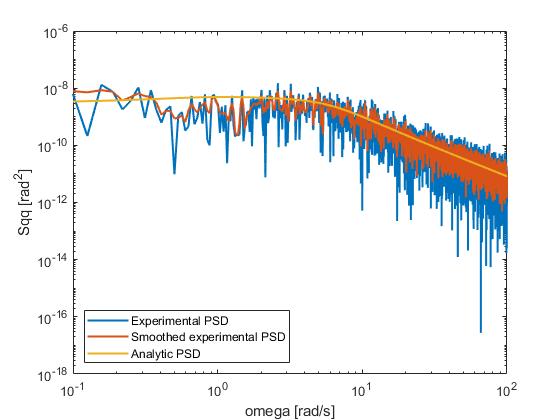 10^-6
10^-8
10^-10
10^-12
10^-14
10^-16
10^-18
Sqq [rad^2]
Experimental PSD
Smoothed experimental PSD
Analytic PSD
10^-1 10^0 10^1 10^2
omega [rad/s]